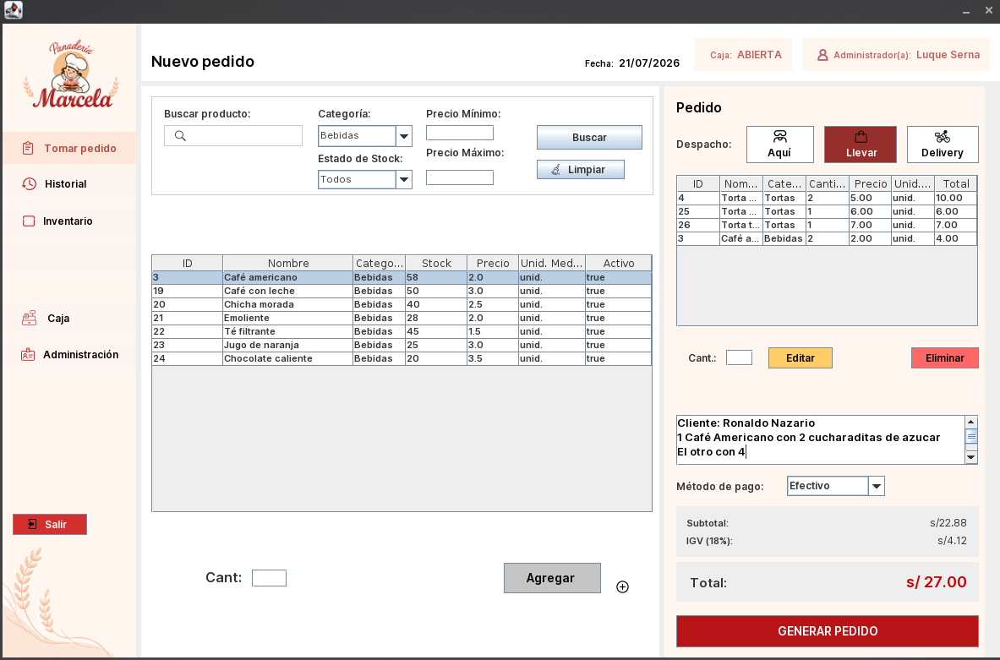 Panadería
Marcela
Tomar pedido
Historial
Inventario
Caja
Administración
Salir
Nuevo pedido
Fecha: 21/07/2026
Caja: ABIERTA
Administrador(a): Luque Serna
Buscar producto:
Categoría:
Bebidas
Estado de Stock:
Todos
Precio Mínimo:
Precio Máximo:
Buscar
Limpiar
ID Nombre Catego... Stock Precio Unid. Med... Activo
3 Café americano Bebidas 58 2.0 unid. true
19 Café con leche Bebidas 50 3.0 unid. true
20 Chicha morada Bebidas 40 2.5 unid. true
21 Emoliente Bebidas 28 2.0 unid. true
22 Té filtrante Bebidas 45 1.5 unid. true
23 Jugo de naranja Bebidas 25 3.0 unid. true
24 Chocolate caliente Bebidas 20 3.5 unid. true
Cant:
Agregar
Pedido
Despacho:
Aquí
Llevar
Delivery
ID Nom... Cate... Canti... Precio Unid.... Total
4 Torta ... Tortas 2 5.00 unid. 10.00
25 Torta ... Tortas 1 6.00 unid. 6.00
26 Torta t... Tortas 1 7.00 unid. 7.00
3 Café a... Bebidas 2 2.00 unid. 4.00
Cant.:
Editar
Eliminar
Cliente: Ronaldo Nazario
1 Café Americano con 2 cucharaditas de azucar
El otro con 4
Método de pago:
Efectivo
Subtotal: s/22.88
IGV (18%): s/4.12
Total: s/ 27.00
GENERAR PEDIDO